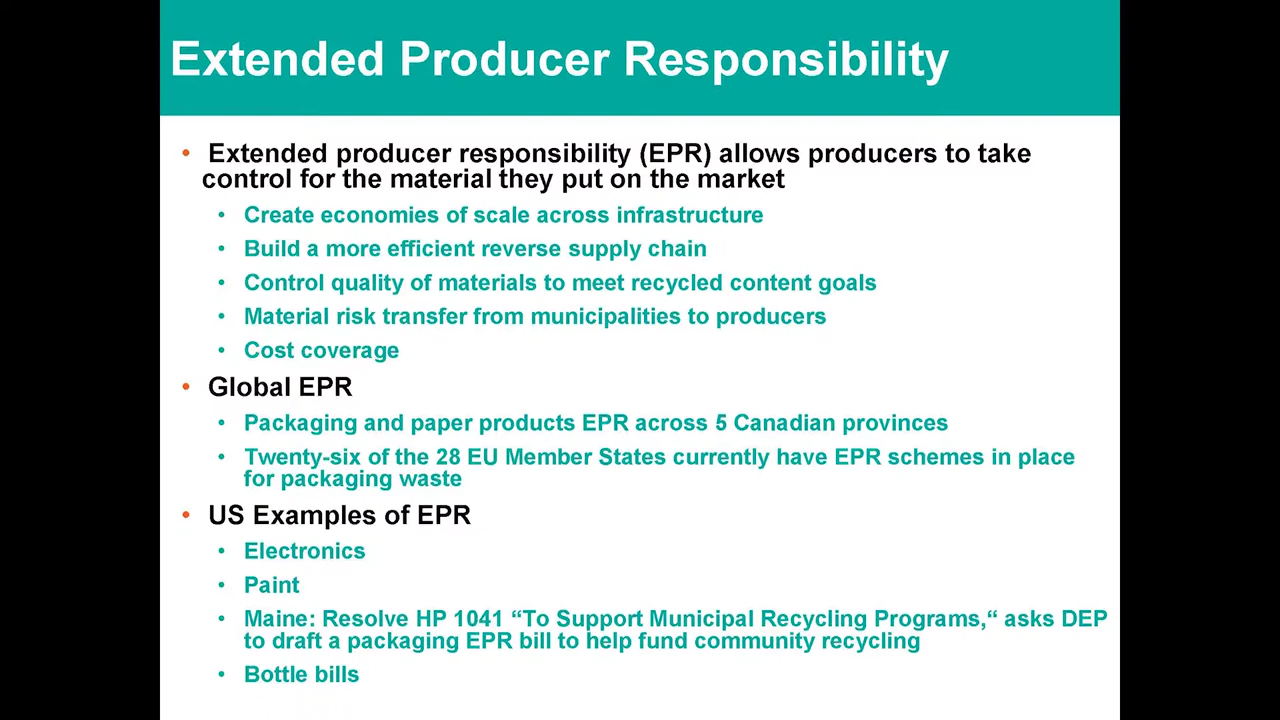 Extended Producer Responsibility
• Extended producer responsibility (EPR) allows producers to take
control for the material they put on the market
• Create economies of scale across infrastructure
• Build a more efficient reverse supply chain
• Control quality of materials to meet recycled content goals
• Material risk transfer from municipalities to producers
• Cost coverage
• Global EPR
• Packaging and paper products EPR across 5 Canadian provinces
• Twenty-six of the 28 EU Member States currently have EPR schemes in place
for packaging waste
• US Examples of EPR
• Electronics
• Paint
• Maine: Resolve HP 1041 “To Support Municipal Recycling Programs,“ asks DEP
to draft a packaging EPR bill to help fund community recycling
• Bottle bills